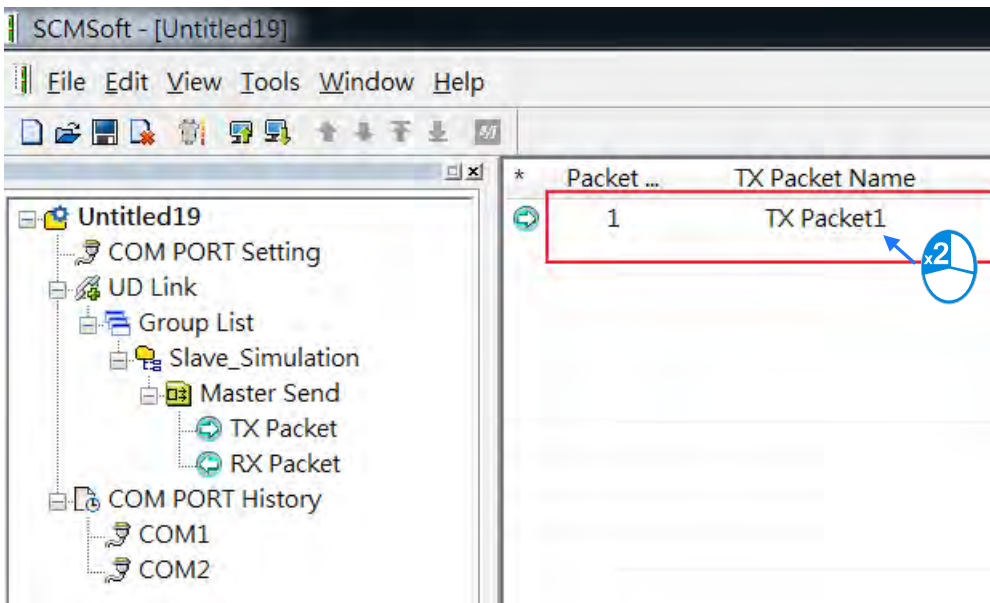 SCMSoft - [Untitled19]
File Edit View Tools Window Help
* Packet ... TX Packet Name
1 TX Packet1
x2
Untitled19
COM PORT Setting
UD Link
Group List
Slave_Simulation
Master Send
TX Packet
RX Packet
COM PORT History
COM1
COM2